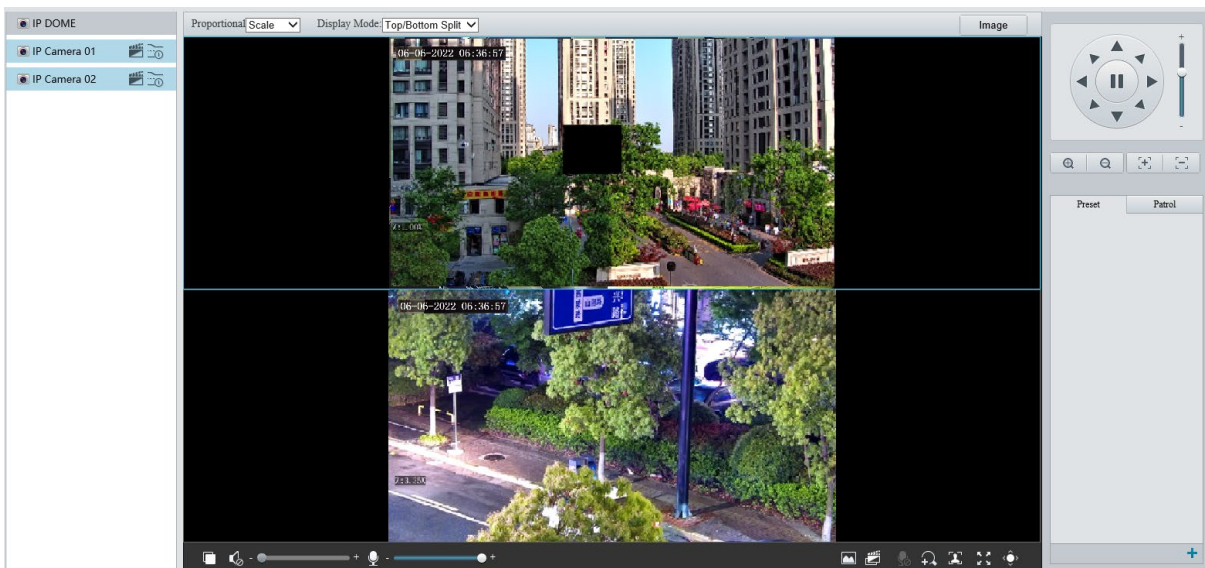 IP DOME
IP Camera 01
IP Camera 02
Proportional Scale Display Mode: Top/Bottom Split Image
06-06-2022 06:36:57
06-06-2022 06:36:57
- + - +
+
-
Preset Patrol
+